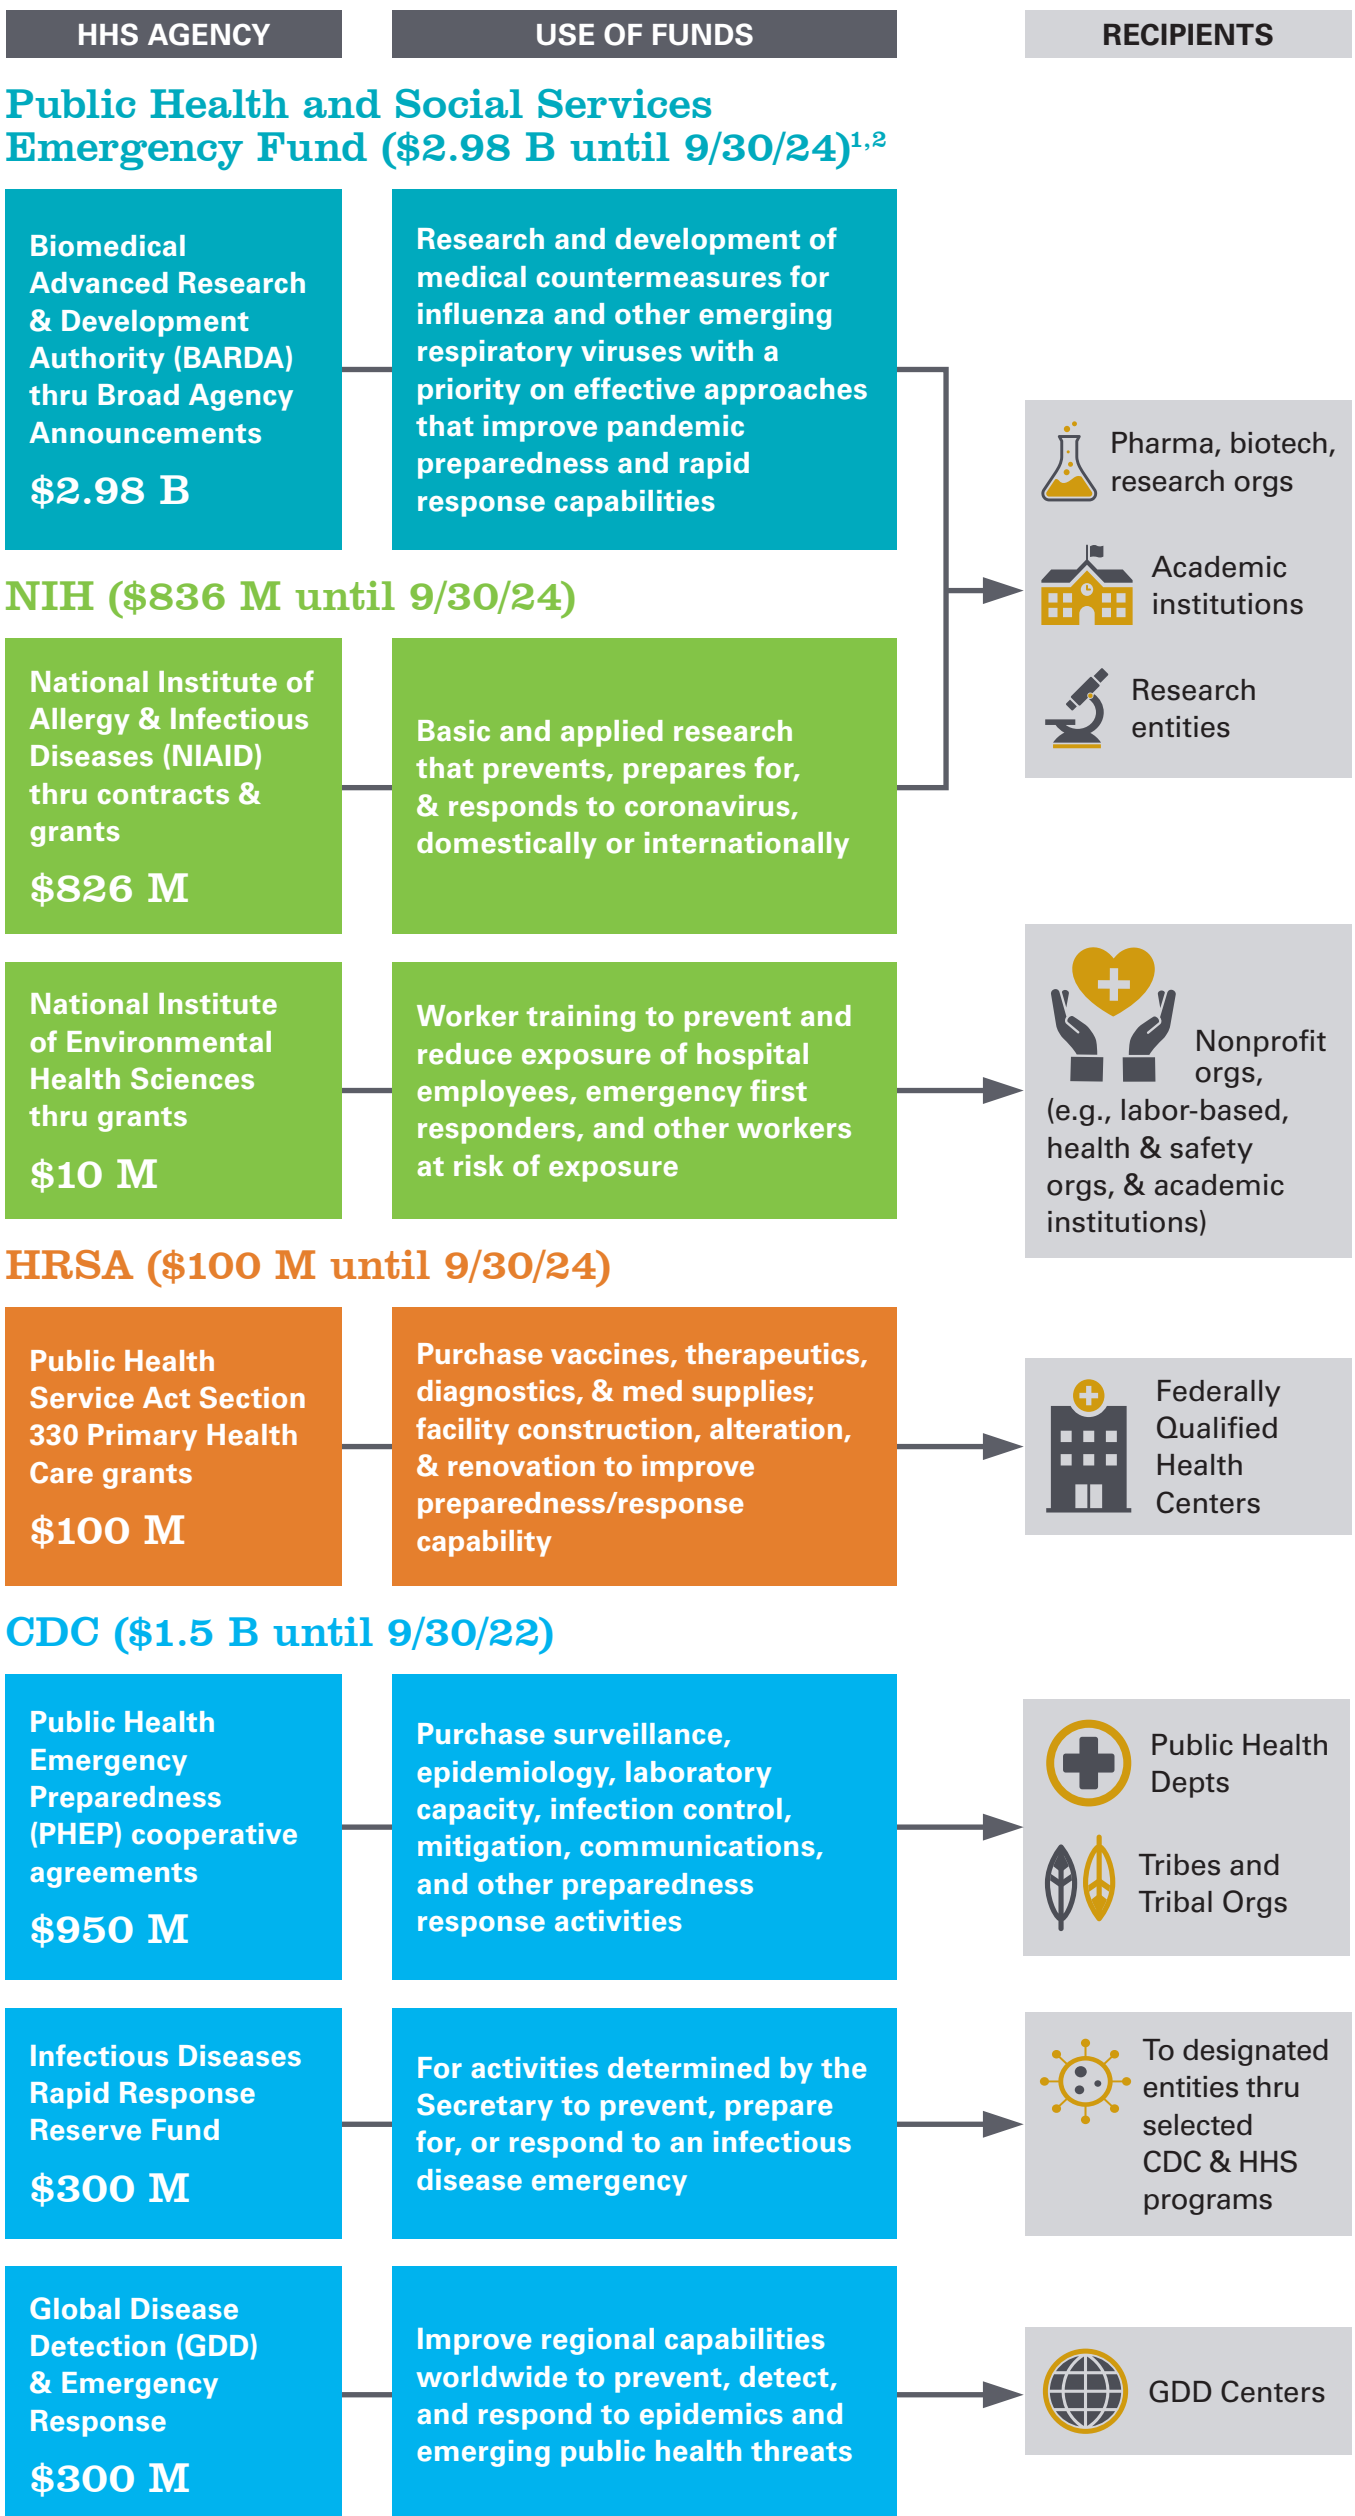 HHS AGENCY
USE OF FUNDS
RECIPIENTS
Public Health and Social Services
Emergency Fund ($2.98 B until 9/30/24)1,2
Biomedical
Advanced Research
& Development
Authority (BARDA)
thru Broad Agency
Announcements
$2.98 B
Research and development of
medical countermeasures for
influenza and other emerging
respiratory viruses with a
priority on effective approaches
that improve pandemic
preparedness and rapid
response capabilities
Pharma, biotech,
research orgs
Academic
institutions
Research
entities
NIH ($836 M until 9/30/24)
National Institute of
Allergy & Infectious
Diseases (NIAID)
thru contracts &
grants
$826 M
Basic and applied research
that prevents, prepares for,
& responds to coronavirus,
domestically or internationally
National Institute
of Environmental
Health Sciences
thru grants
$10 M
Worker training to prevent and
reduce exposure of hospital
employees, emergency first
responders, and other workers
at risk of exposure
Nonprofit
orgs,
(e.g., labor-based,
health & safety
orgs, & academic
institutions)
HRSA ($100 M until 9/30/24)
Public Health
Service Act Section
330 Primary Health
Care grants
$100 M
Purchase vaccines, therapeutics,
diagnostics, & med supplies;
facility construction, alteration,
& renovation to improve
preparedness/response
capability
Federally
Qualified
Health
Centers
CDC ($1.5 B until 9/30/22)
Public Health
Emergency
Preparedness
(PHEP) cooperative
agreements
$950 M
Purchase surveillance,
epidemiology, laboratory
capacity, infection control,
mitigation, communications,
and other preparedness
response activities
Public Health
Depts
Tribes and
Tribal Orgs
Infectious Diseases
Rapid Response
Reserve Fund
$300 M
For activities determined by the
Secretary to prevent, prepare
for, or respond to an infectious
disease emergency
To designated
entities thru
selected
CDC & HHS
programs
Global Disease
Detection (GDD)
& Emergency
Response
$300 M
Improve regional capabilities
worldwide to prevent, detect,
and respond to epidemics and
emerging public health threats
GDD Centers